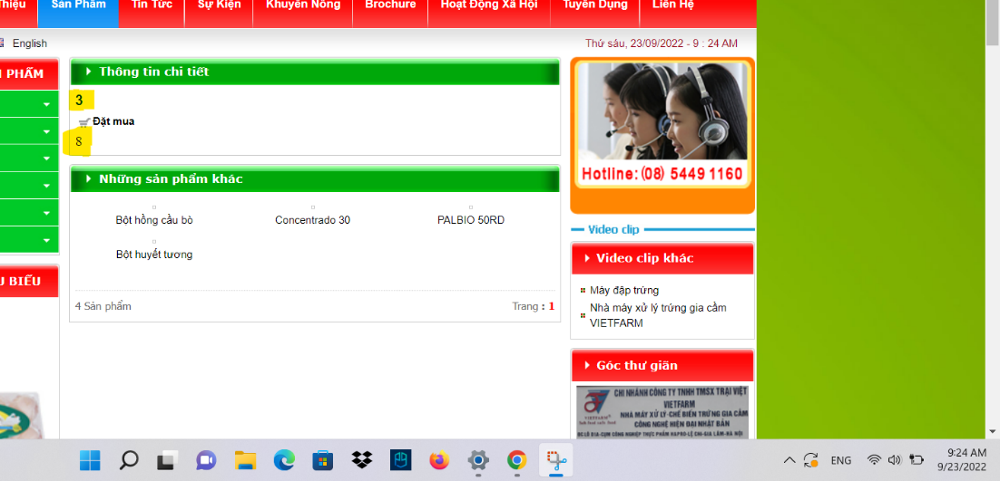 Thiệu Sản Phẩm Tin Tức Sự Kiện Khuyến Nông Brochure Hoạt Động Xã Hội Tuyển Dụng Liên Hệ
English
Thứ sáu, 23/09/2022 - 9 : 24 AM
PHẨM
Thông tin chi tiết
3
Đặt mua
8
Những sản phẩm khác
Bột hồng cầu bò
Concentrado 30
PALBIO 50RD
Bột huyết tương
4 Sản phẩm
Trang : 1
U BIỂU
Hotline: (08) 5449 1160
Video clip
Video clip khác
Máy đập trứng
Nhà máy xử lý trứng gia cầm
VIETFARM
Góc thư giãn
CHI NHÁNH CÔNG TY TNHH TMSX TRẠI VIỆT
VIETFARM
NHÀ MÁY XỬ LÝ-CHẾ BIẾN TRỨNG GIA CẦM
CÔNG NGHỆ HIỆN ĐẠI NHẬT BẢN
ENG
9:24 AM
9/23/2022